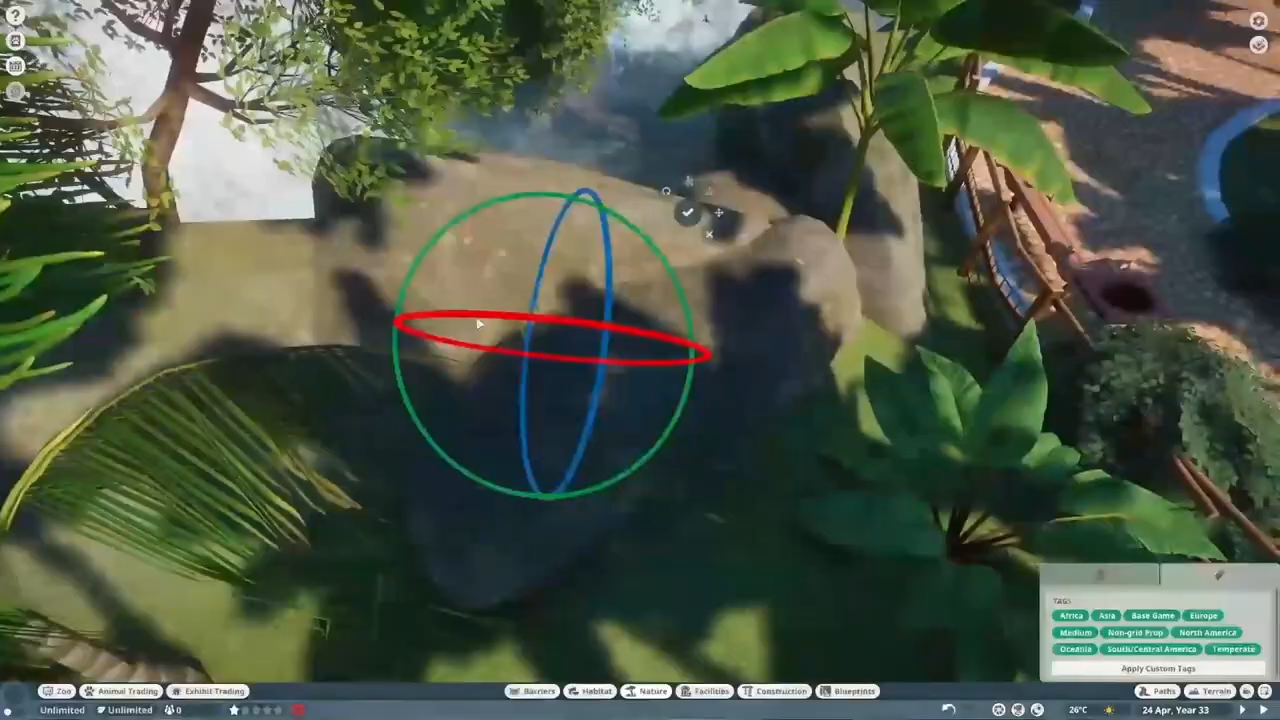 TAGS
Africa Asia Base Game Europe
Medium Non-grid Prop North America
Oceania South/Central America Temperate
Apply Custom Tags
Zoo Animal Trading Exhibit Trading Barriers Habitat Nature Facilities Construction Blueprints Paths Terrain
Unlimited Unlimited 0 26°C 24 Apr, Year 33